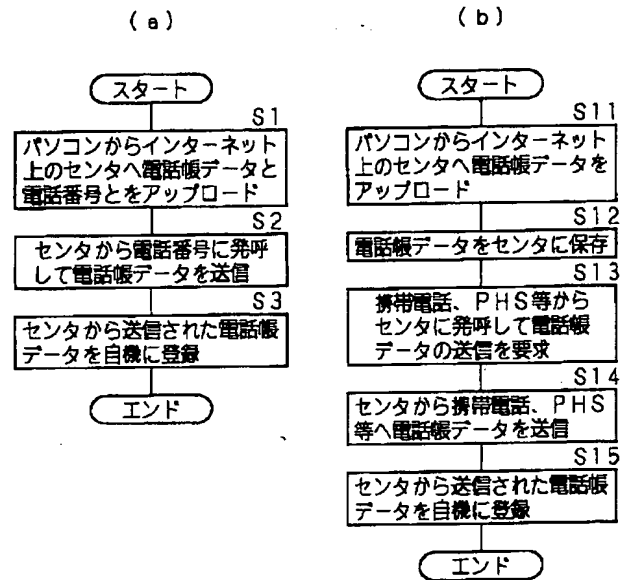 (a)
スタート
S1
パソコンからインターネット
上のセンタへ電話帳データと
電話番号とをアップロード
S2
センタから電話番号に発呼
して電話帳データを送信
S3
センタから送信された電話帳
データを自機に登録
エンド
(b)
スタート
S11
パソコンからインターネット
上のセンタへ電話帳データを
アップロード
S12
電話帳データをセンタに保存
S13
携帯電話、PHS等から
センタに発呼して電話帳
データの送信を要求
S14
センタから携帯電話、PHS
等へ電話帳データを送信
S15
センタから送信された電話帳
データを自機に登録
エンド